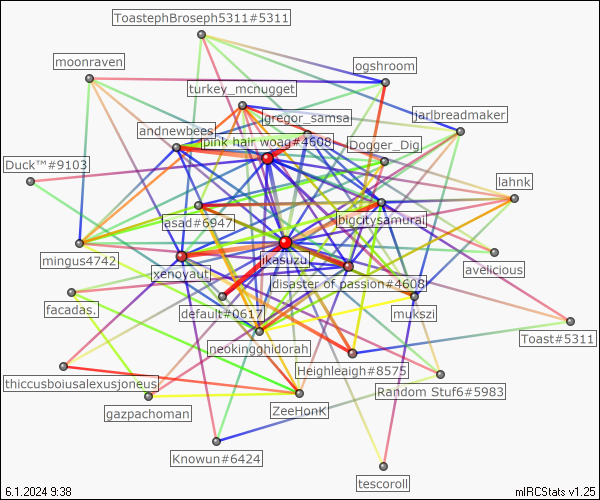 ToastephBroseph5311#5311
moonraven
ogshroom
turkey_mcnugget
gregor_samsa
jarlbreadmaker
andnewbees
pink hair woag#4608
Dogger_Dig
Duck™#9103
lahnk
asad#6947
bigcitysamurai
mingus4742
jkasuzu
avelicious
xenoyaut
disaster of passion#4608
facadas.
default#0617
mukszi
neokingghidorah
Toast#5311
Heighleigh#8575
thiccusboiusalexusjoneus
Random Stuf6#5983
gazpachoman
ZeeHonK
Knowun#6424
tescoroll
6.1.2024 9:38
mIRCStats v1.25